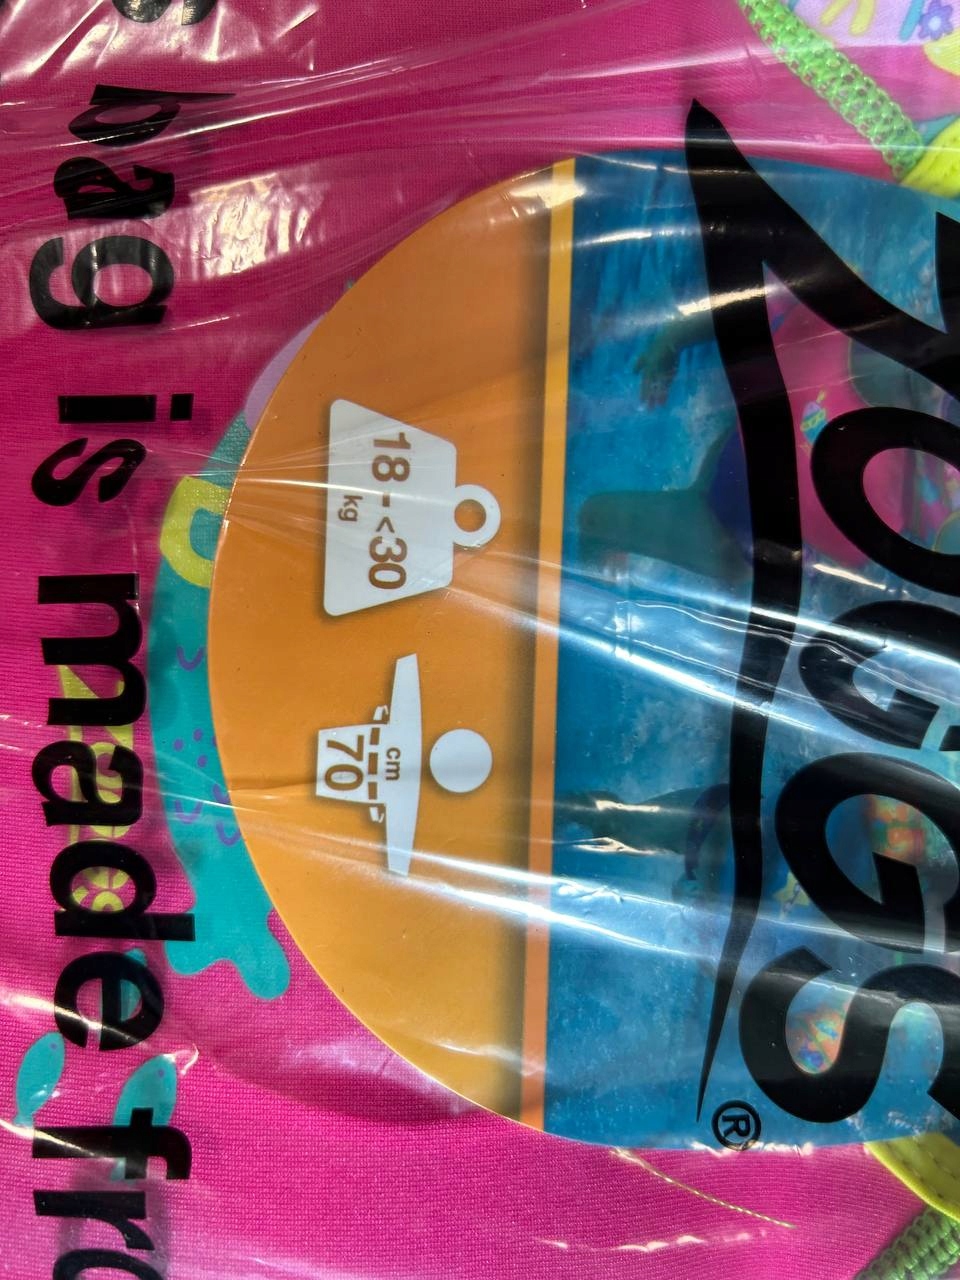 ZOGGS®
18-<30
kg
cm
70
bag is made fro